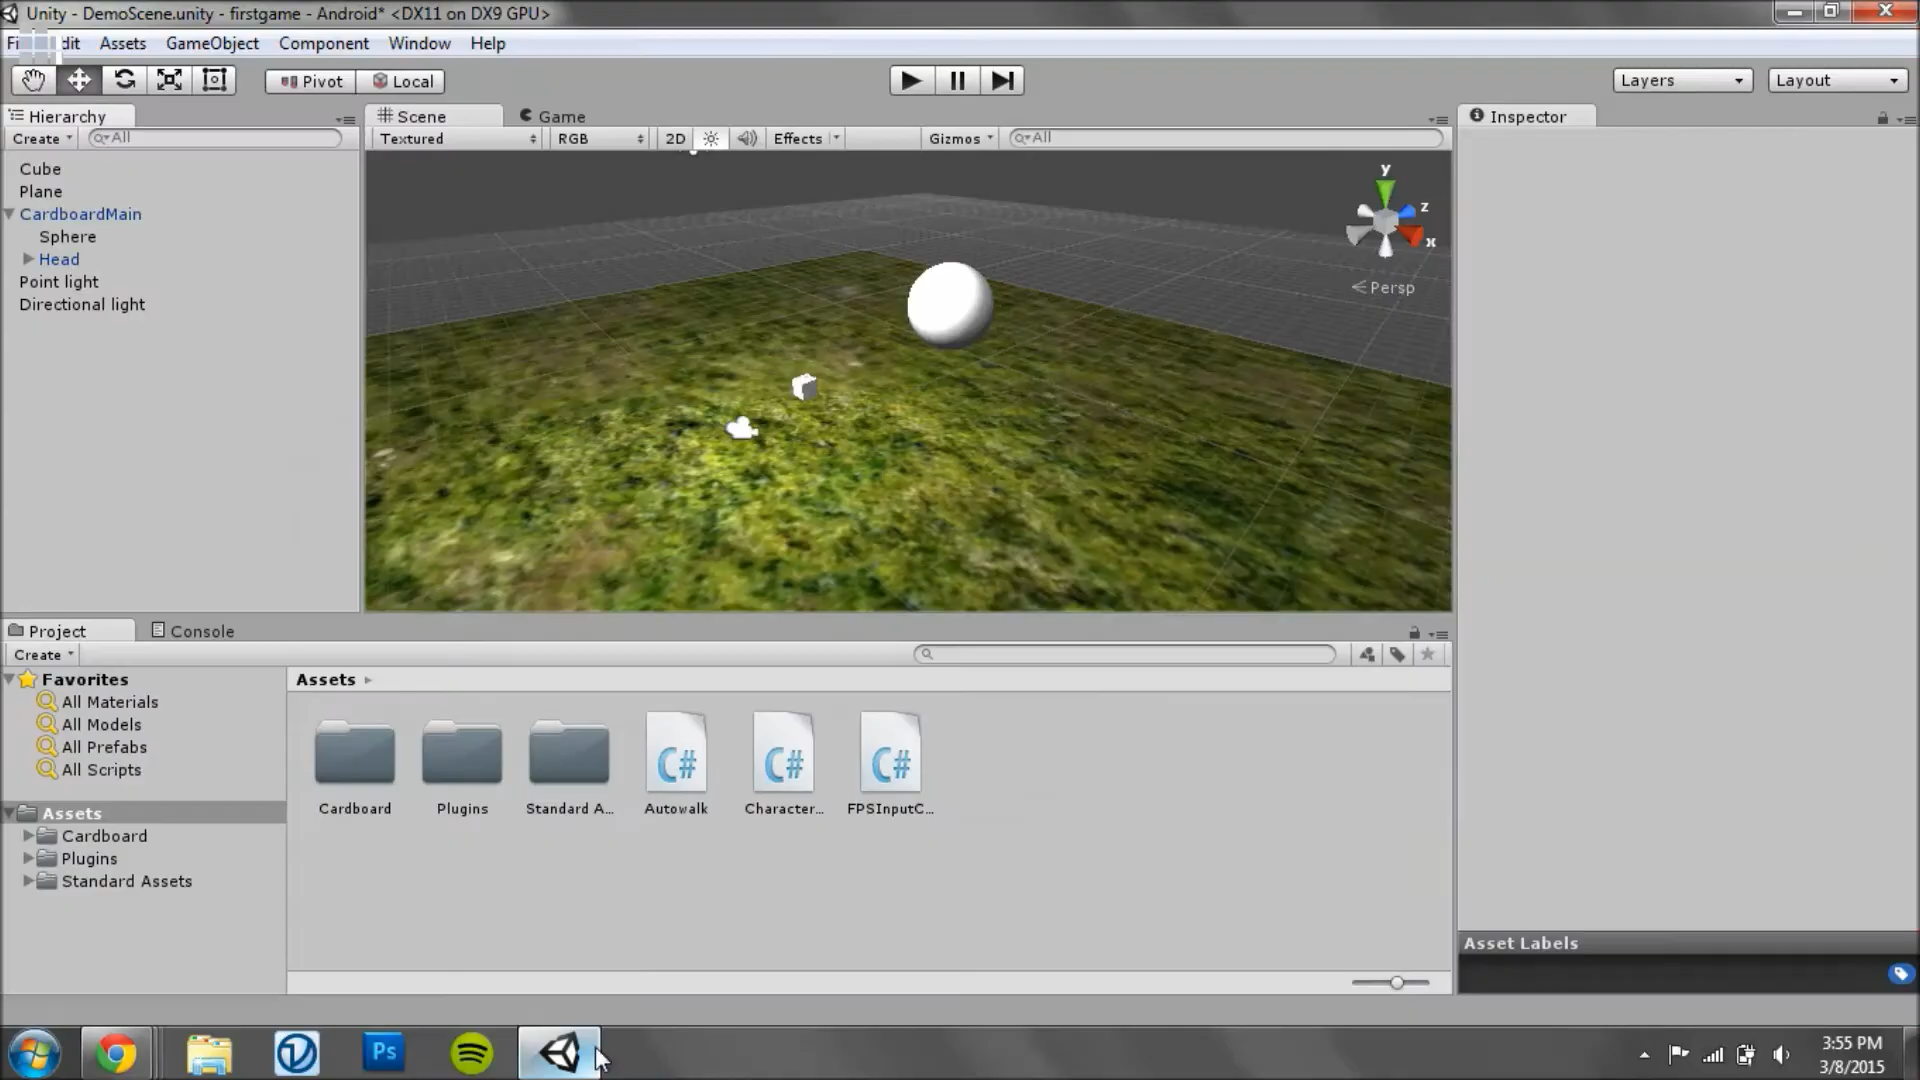 Unity - DemoScene.unity - firstgame - Android* <DX11 on DX9 GPU>
Assets GameObject Component Window Help
Pivot Local Layers Layout
Hierarchy
Create All
Cube
Plane
CardboardMain
Sphere
Head
Point light
Directional light
Scene Game
Textured RGB 2D Effects Gizmos All
y
z
x
Persp
Inspector
Project Console
Create
Favorites
All Materials
All Models
All Prefabs
All Scripts
Assets
Cardboard
Plugins
Standard Assets
Assets
C# C# C#
Cardboard Plugins Standard A... Autowalk Character... FPSInputC...
Asset Labels
Ps
3:55 PM
3/8/2015